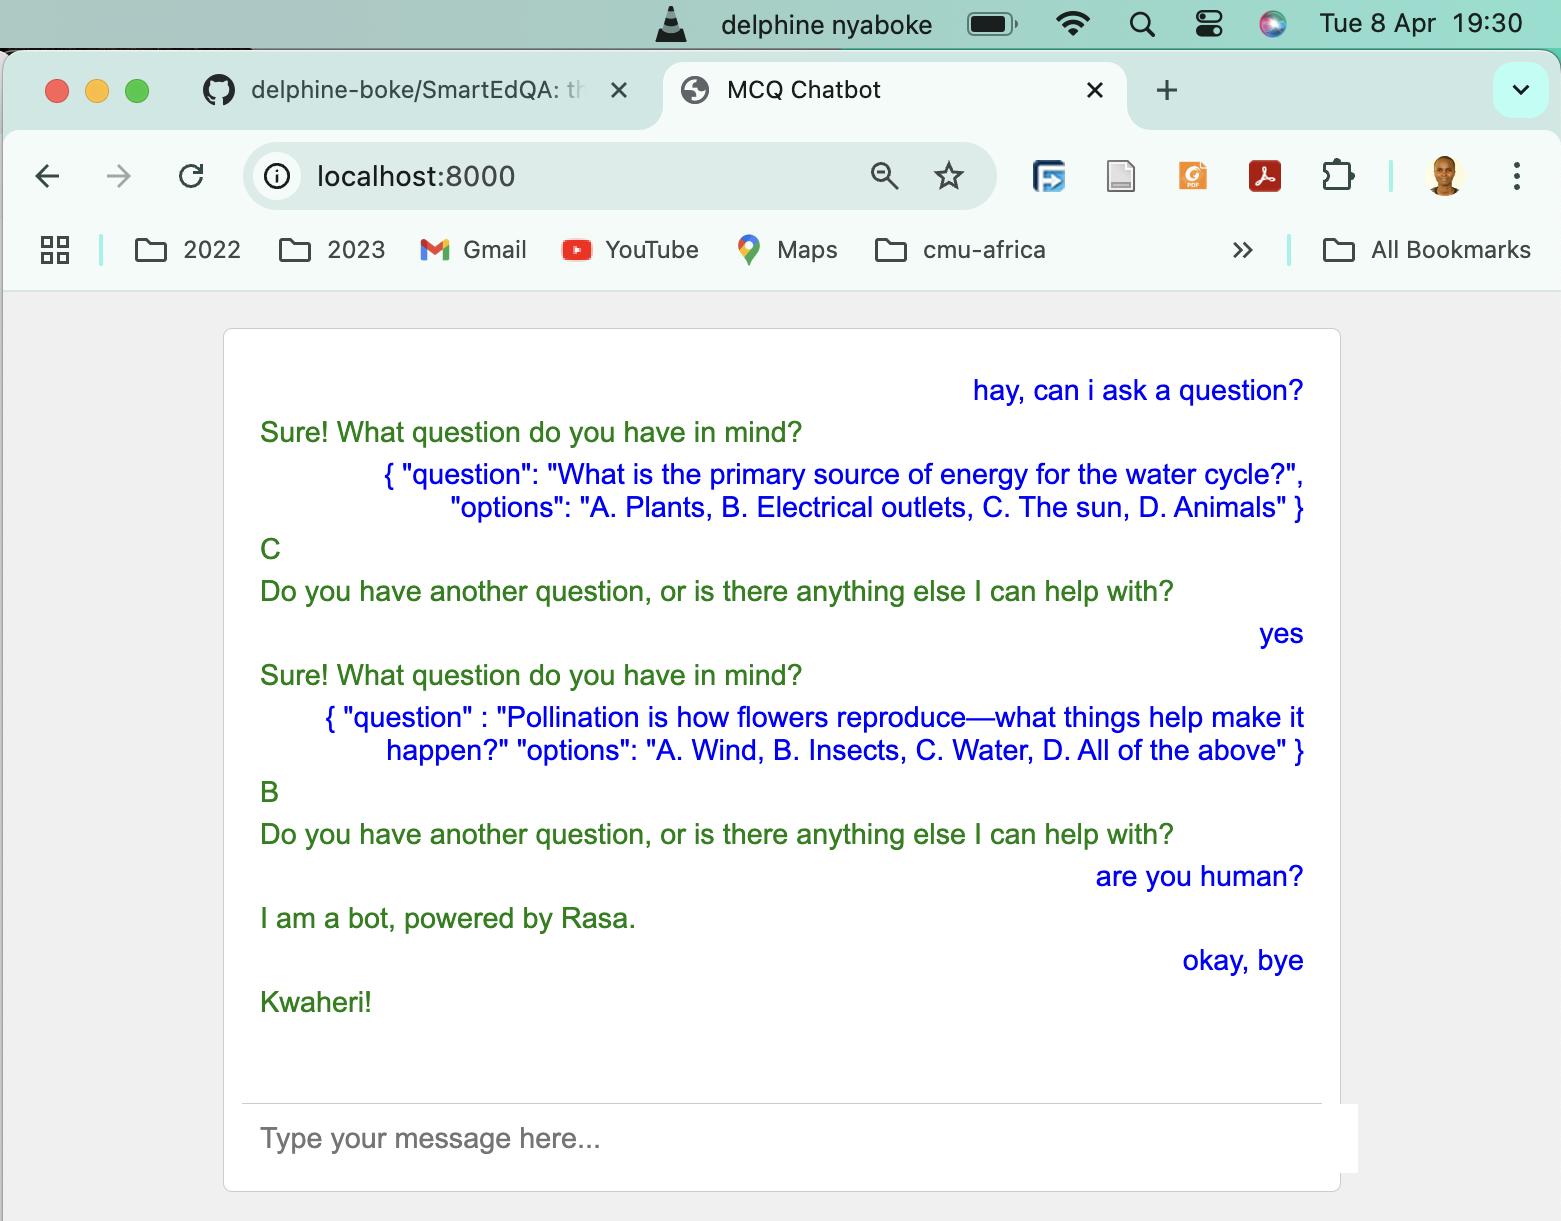 delphine nyaboke Tue 8 Apr 19:30
delphine-boke/SmartEdQA: th MCQ Chatbot
localhost:8000
PDF
2022 2023 Gmail YouTube Maps cmu-africa All Bookmarks
hay, can i ask a question?
Sure! What question do you have in mind?
{ "question": "What is the primary source of energy for the water cycle?",
"options": "A. Plants, B. Electrical outlets, C. The sun, D. Animals" }
C
Do you have another question, or is there anything else I can help with?
yes
Sure! What question do you have in mind?
{ "question" : "Pollination is how flowers reproduce—what things help make it
happen?" "options": "A. Wind, B. Insects, C. Water, D. All of the above" }
B
Do you have another question, or is there anything else I can help with?
are you human?
I am a bot, powered by Rasa.
okay, bye
Kwaheri!
Type your message here...